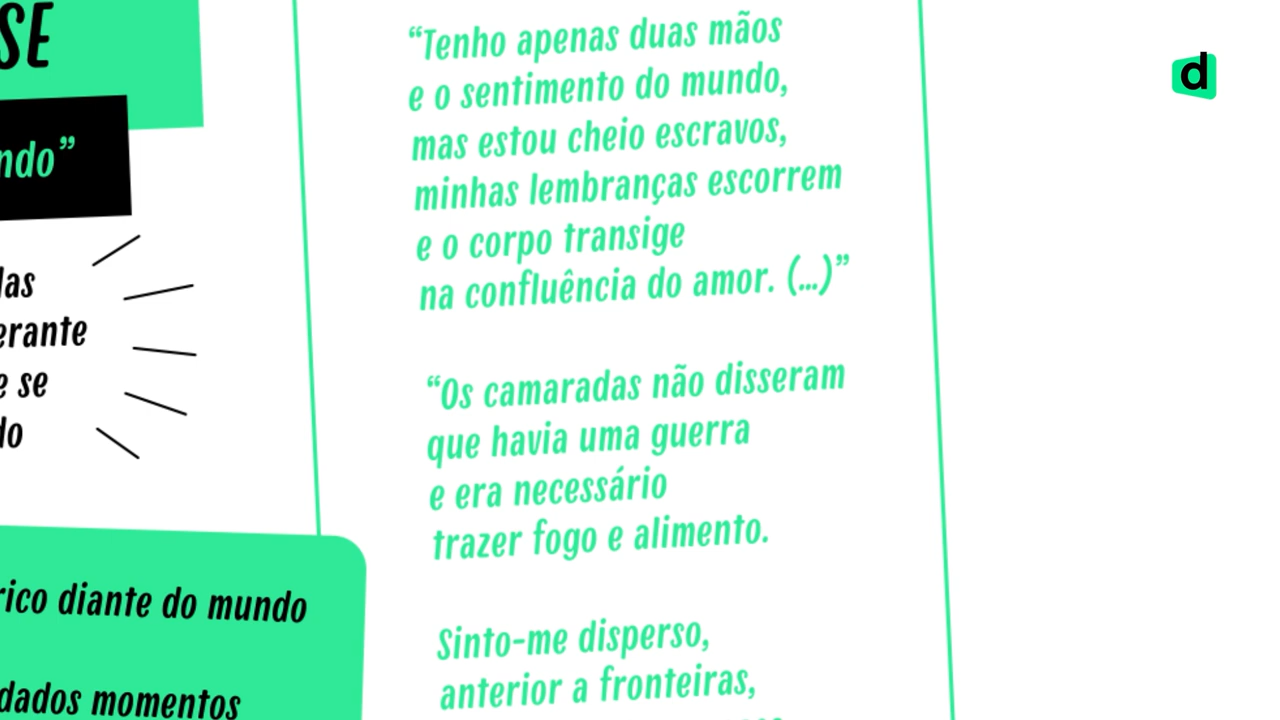 SE
ndo”
las
erante
e se
do
rico diante do mundo
dados momentos
“Tenho apenas duas mãos
e o sentimento do mundo,
mas estou cheio escravos,
minhas lembranças escorrem
e o corpo transige
na confluência do amor. (...)”
“Os camaradas não disseram
que havia uma guerra
e era necessário
trazer fogo e alimento.
Sinto-me disperso,
anterior a fronteiras,
d